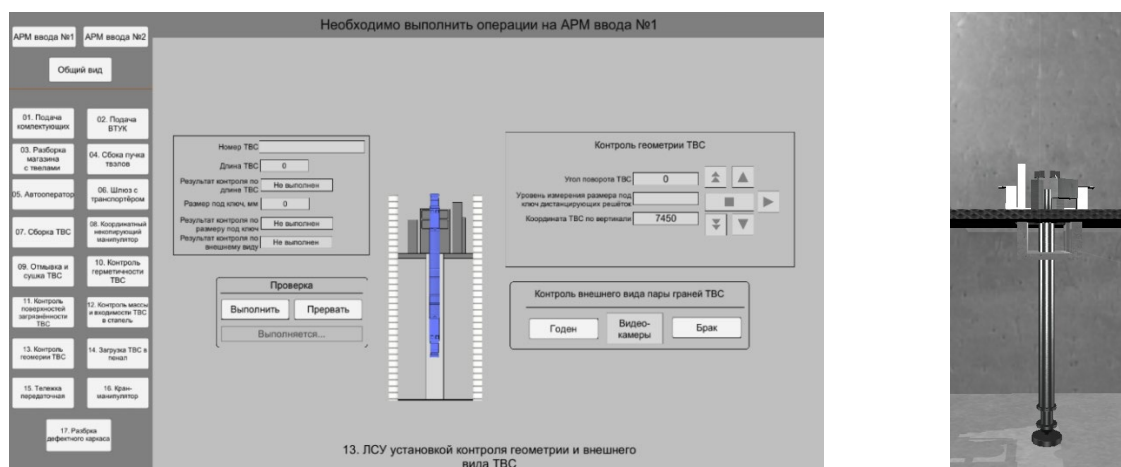 Необходимо выполнить операции на АРМ ввода №1
АРМ ввода №1
АРМ ввода №2
Общий вид
01. Подача
комлектующих
02. Подача
ВТУК
03. Разборка
магазина
с твелами
04. Сбока пучка
твэлов
05. Автооператор
06. Шлюз с
транспортёром
07. Сборка ТВС
08. Координатный
некопирующий
манипулятор
09. Отмывка и
сушка ТВС
10. Контроль
герметичности
ТВС
11. Контроль
поверхностей
загрязнённости
ТВС
12. Контроль массы
и входимости ТВС
в стапель
13. Контроль
геомерии ТВС
14. Загрузка ТВС в
пенал
15. Тележка
передаточная
16. Кран-
манипулятор
17. Разбрка
дефектного каркаса
Номер ТВС
Длина ТВС 0
Результат контроля по
длине ТВС Не выполнен
Размер под ключ, мм 0
Результат контроля по
размеру под ключ Не выполнен
Результат контроля по
внешнему виду Не выполнен
Проверка
Выполнить Прервать
Выполняется...
Контроль геометрии ТВС
Угол поворота ТВС 0
Уровень измерения размера под
ключ дистанцирующих решёток
Координата ТВС по вертикали 7450
Контроль внешнего вида пары граней ТВС
Годен
Видео-
камеры
Брак
13. ЛСУ установкой контроля геометрии и внешнего
вида ТВС